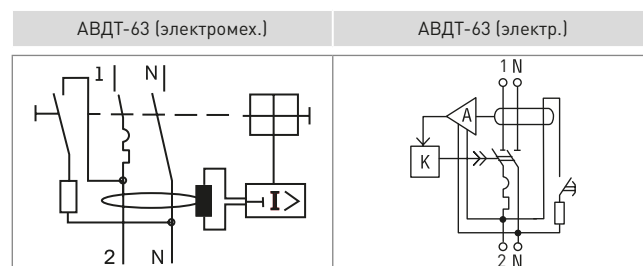 АВДТ-63 (электромех.)
АВДТ-63 (электр.)
1 N
I >
2 N
1 N
A
K
2 N